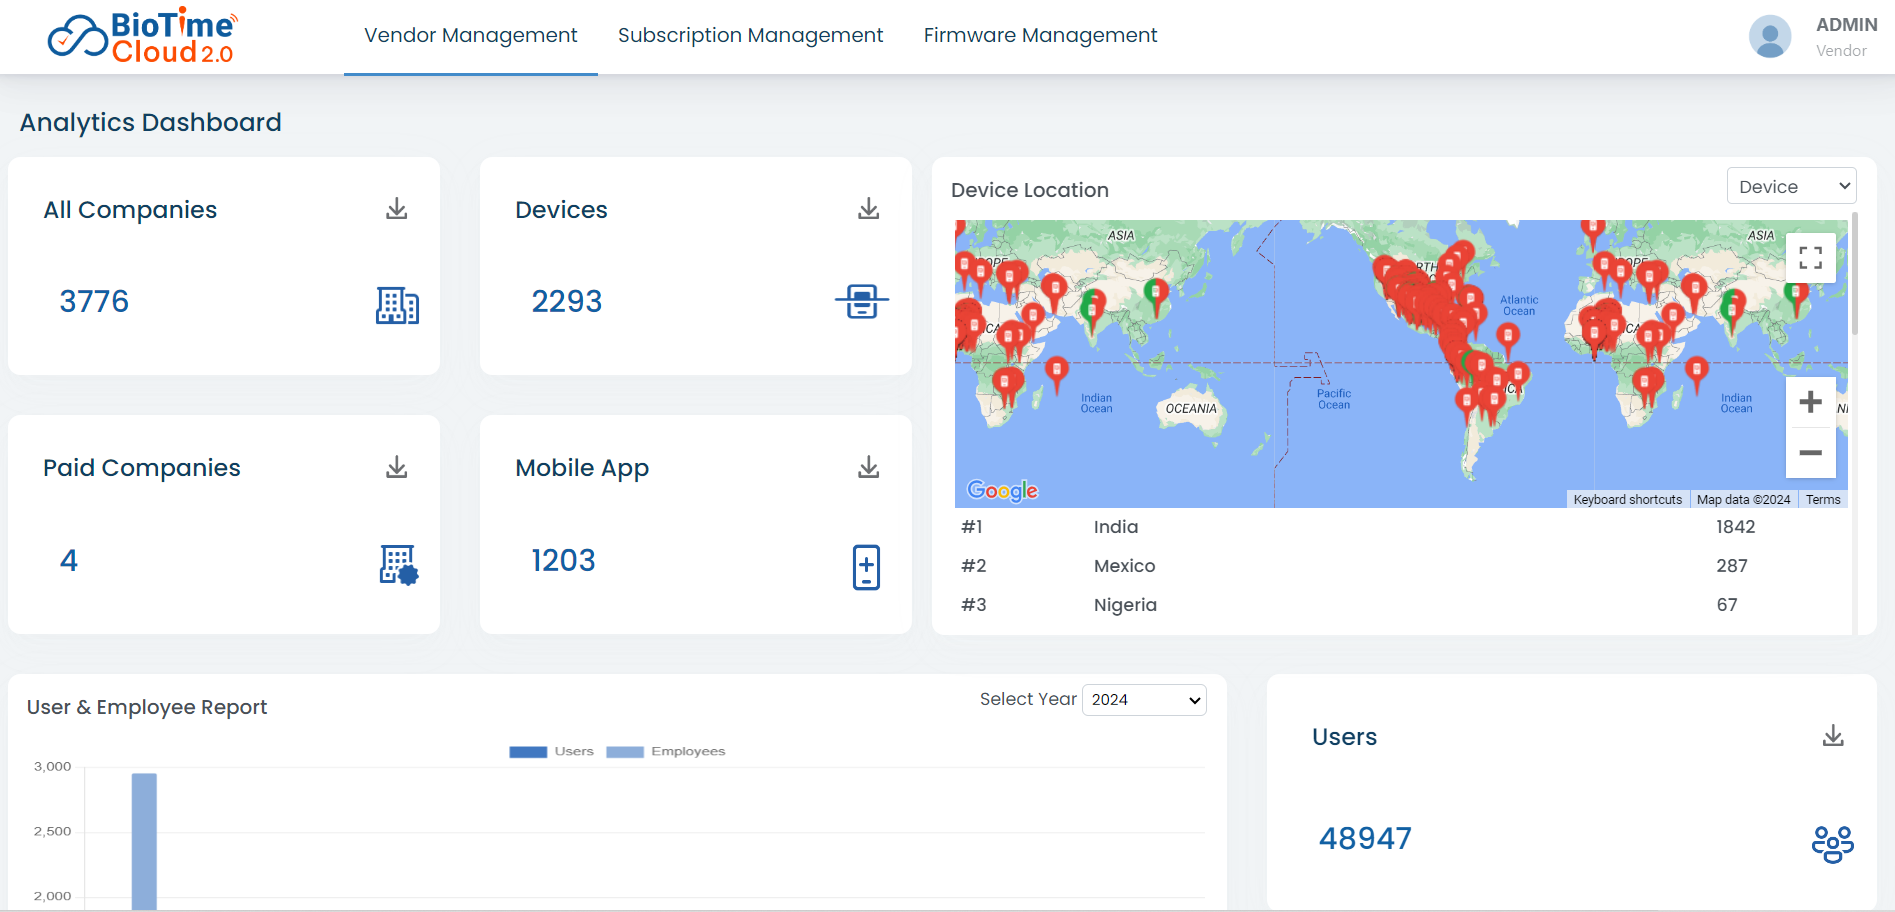 BioTime
Cloud 2.0
Vendor Management
Subscription Management
Firmware Management
ADMIN
Vendor
Analytics Dashboard
All Companies
3776
Devices
2293
Paid Companies
4
Mobile App
1203
Device Location
Device
ASIA
ASIA
Atlantic
Ocean
Indian
Ocean
OCEANIA
Pacific
Ocean
Indian
Ocean
Google
Keyboard shortcuts
Map data ©2024
Terms
#1 India 1842
#2 Mexico 287
#3 Nigeria 67
User & Employee Report
Select Year 2024
Users
Employees
3,000
2,500
2,000
Users
48947